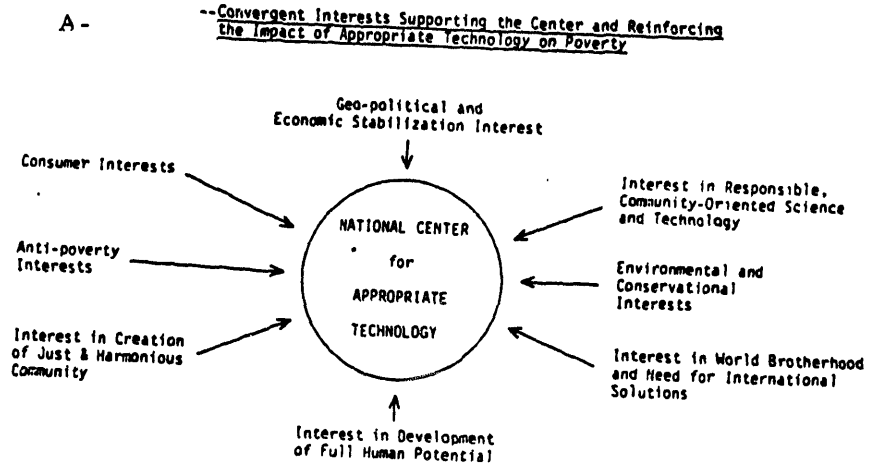 A-
--Convergent Interests Supporting the Center and Reinforcing
the Impact of Appropriate Technology on Poverty
Geo-political and
Economic Stabilization Interest
Consumer Interests
Interest in Responsible,
Community-Oriented Science
and Technology
NATIONAL CENTER
for
APPROPRIATE
TECHNOLOGY
Anti-poverty
Interests
Environmental and
Conservational
Interests
Interest in Creation
of Just & Harmonious
Community
Interest in World Brotherhood
and Need for International
Solutions
Interest in Development
of Full Human Potential